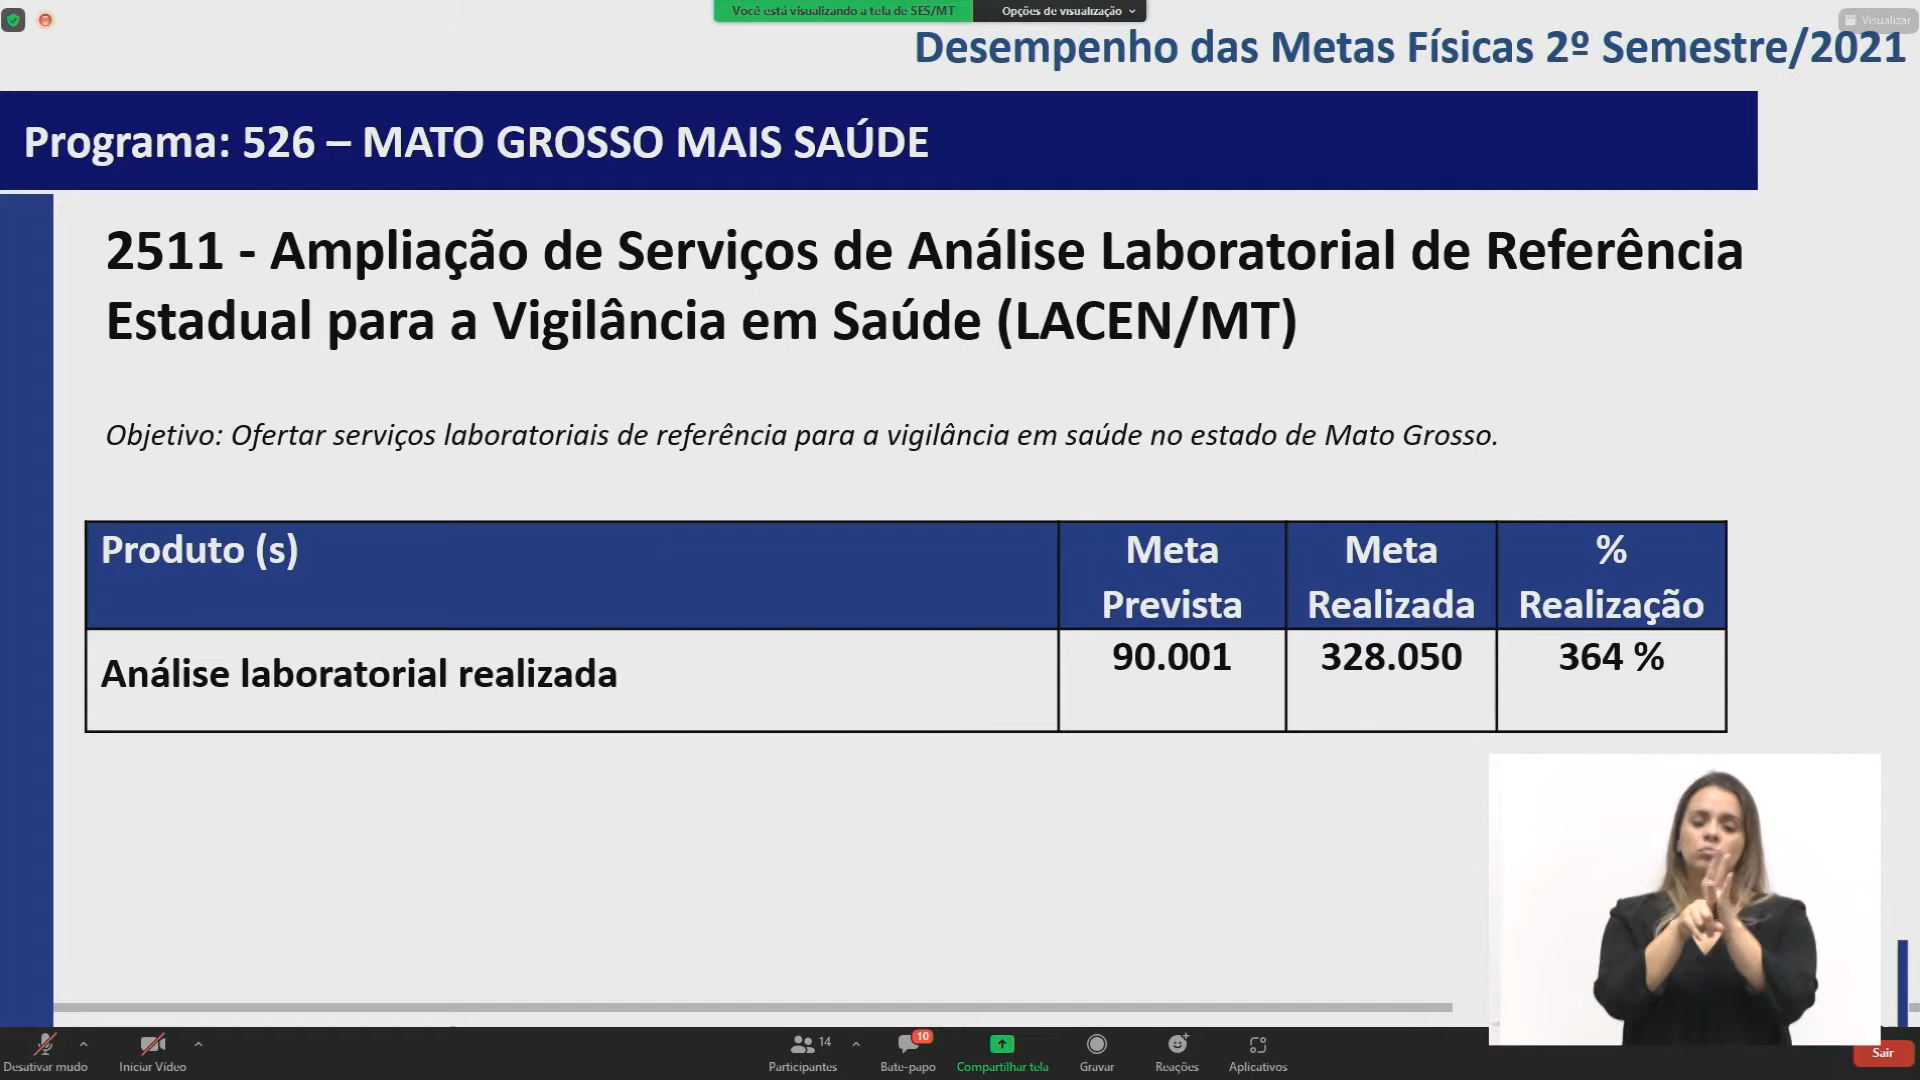 Você está visualizando a tela de SES/MT
Opções de visualização
Visualizar
Desempenho das Metas Físicas 2º Semestre/2021
Programa: 526 – MATO GROSSO MAIS SAÚDE
2511 - Ampliação de Serviços de Análise Laboratorial de Referência
Estadual para a Vigilância em Saúde (LACEN/MT)
Objetivo: Ofertar serviços laboratoriais de referência para a vigilância em saúde no estado de Mato Grosso.
Produto (s) Meta Prevista Meta Realizada % Realização
Análise laboratorial realizada 90.001 328.050 364 %
Desativar mudo
Iniciar Vídeo
14
Participantes
10
Bate-papo
Compartilhar tela
Gravar
Reações
Aplicativos
Sair